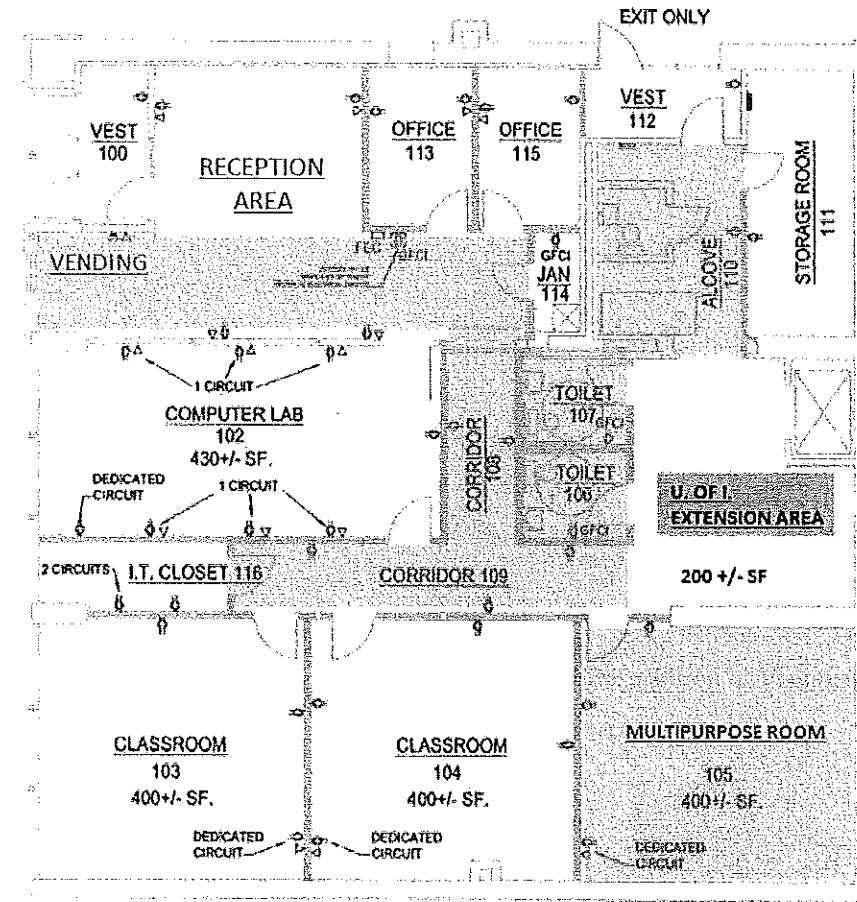 EXIT ONLY
VEST
100
RECEPTION
AREA
OFFICE
113
OFFICE
115
VEST
112
STORAGE ROOM
111
VENDING
GFCI
GFCI
JAN
114
ALCOVE
110
1 CIRCUIT
COMPUTER LAB
102
430+/- SF.
DEDICATED
CIRCUIT
1 CIRCUIT
CORRIDOR
108
TOILET
107
GFCI
TOILET
106
GFCI
U. OF I.
EXTENSION AREA
200 +/- SF
2 CIRCUITS
I.T. CLOSET 116
CORRIDOR 109
CLASSROOM
103
400+/- SF.
DEDICATED
CIRCUIT
CLASSROOM
104
400+/- SF.
DEDICATED
CIRCUIT
MULTIPURPOSE ROOM
105
400+/- SF.
DEDICATED
CIRCUIT